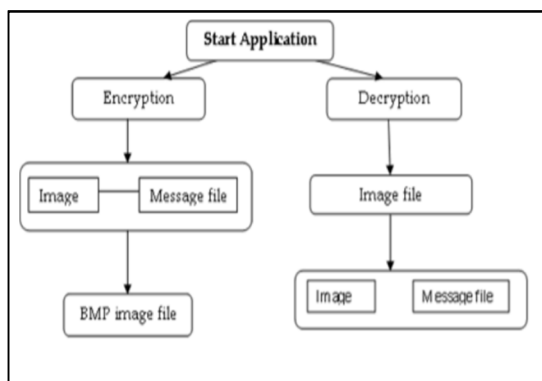 Start Application
Encryption
Decryption
Image
Message file
Image file
BMP image file
Image
Message file